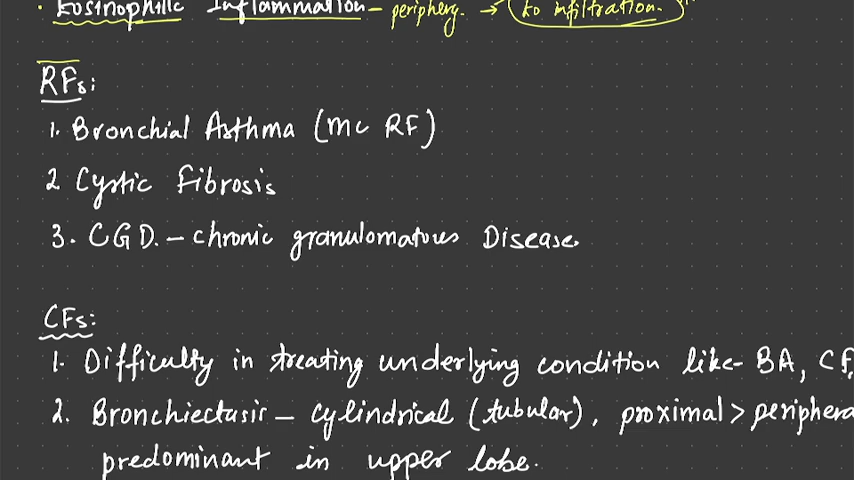 · Eosinophilic Inflammation – periphery. → to infiltration.
RFs:
1. Bronchial Asthma (mc RF)
2 Cystic Fibrosis
3. CGD. – chronic granulomatous Disease.
CFs:
1. Difficulty in treating underlying condition like- BA, CF,
2. Bronchiectasis – cylindrical (tubular), proximal > periphera
predominant in upper lobe.